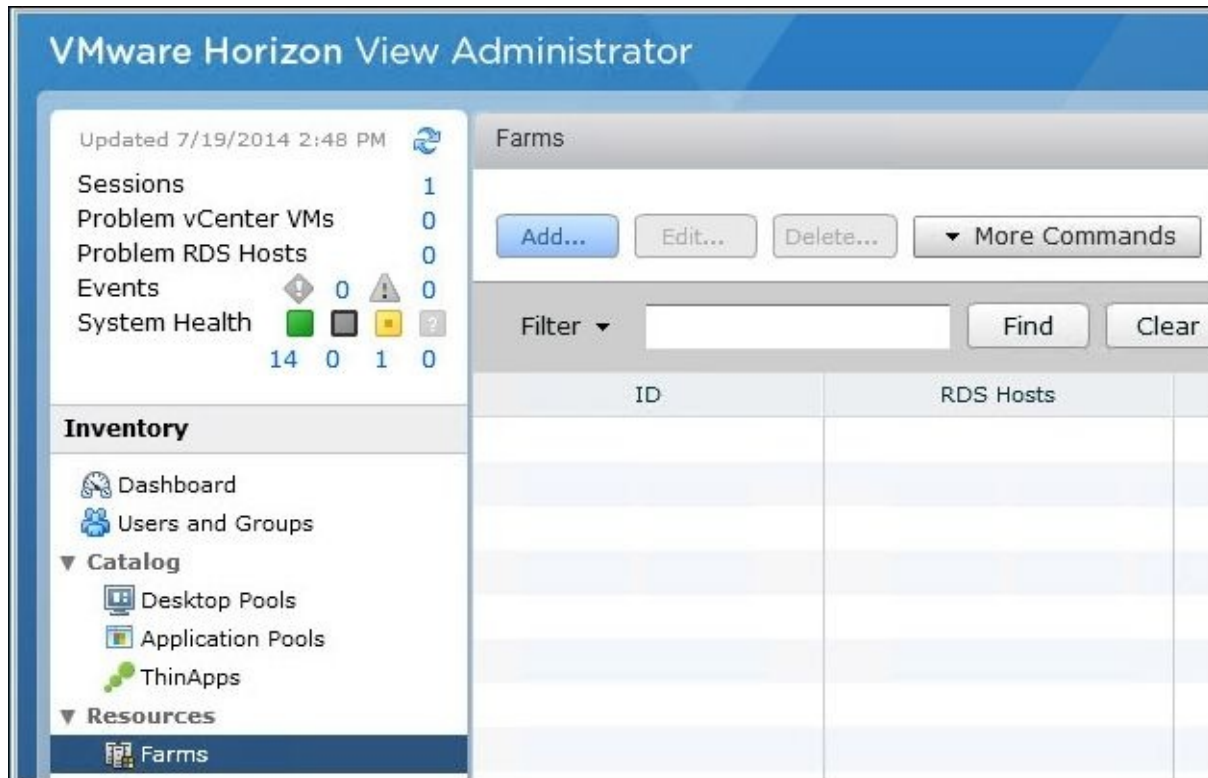 VMware Horizon View Administrator
Updated 7/19/2014 2:48 PM
Sessions 1
Problem vCenter VMs 0
Problem RDS Hosts 0
Events 0 0
System Health
14 0 1 0
Inventory
Dashboard
Users and Groups
Catalog
Desktop Pools
Application Pools
ThinApps
Resources
Farms
Farms
Add... Edit... Delete... More Commands
Filter Find Clear
ID RDS Hosts